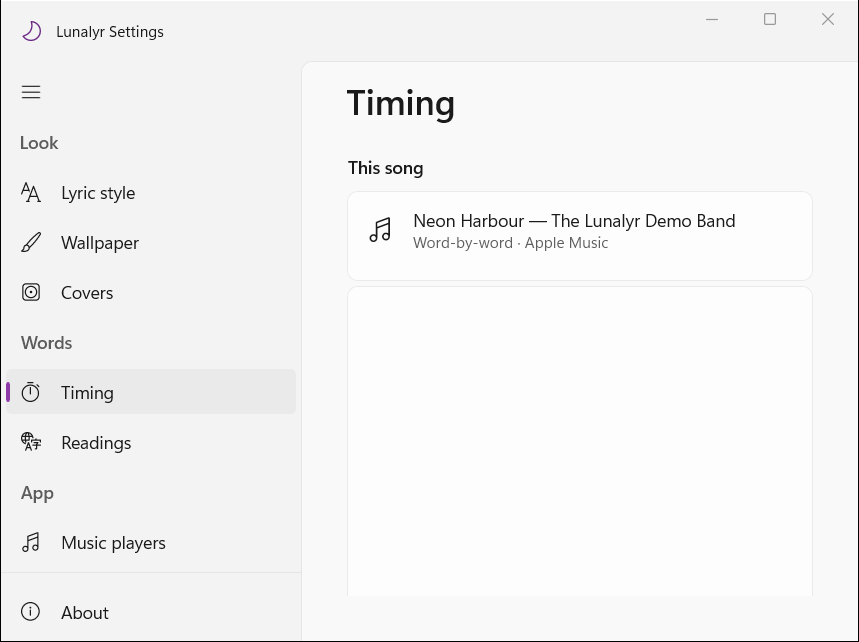 Lunalyr Settings
Look
Lyric style
Wallpaper
Covers
Words
Timing
Readings
App
Music players
About
Timing
This song
Neon Harbour — The Lunalyr Demo Band
Word-by-word · Apple Music